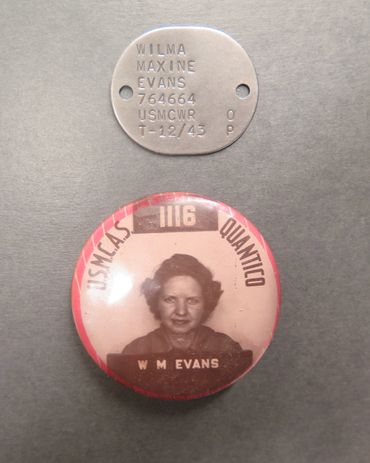 WILMA
MAXINE
EVANS
764664
USMCWR O
T-12/43 P
1116
U.S.M.C.A.S. QUANTICO
W M EVANS